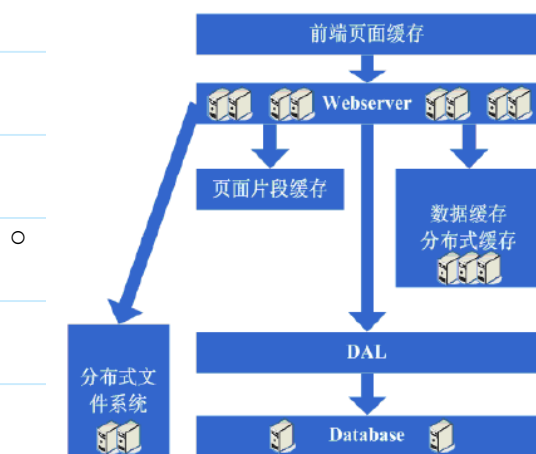 前端页面缓存
Webserver
页面片段缓存
数据缓存
分布式缓存
DAL
分布式文
件系统
Database